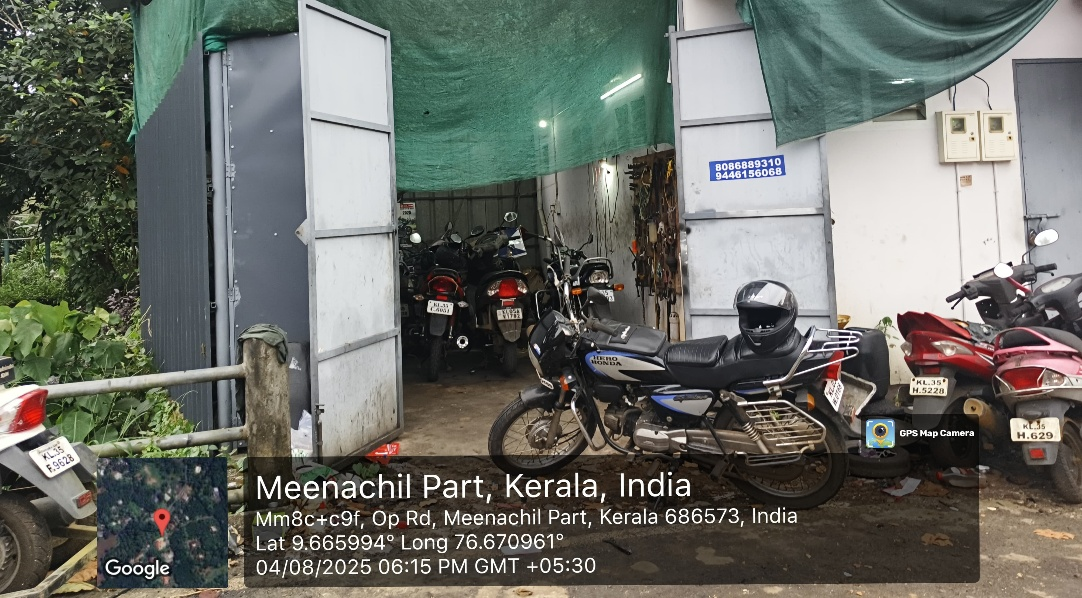 8086889310
9446156068
HERO
HONDA
KL.35
H.5228
KL.35
H.629
KL.35
F.9628
GPS Map Camera
Meenachil Part, Kerala, India
Mm8c+c9f, Op Rd, Meenachil Part, Kerala 686573, India
Lat 9.665994° Long 76.670961°
04/08/2025 06:15 PM GMT +05:30
Google